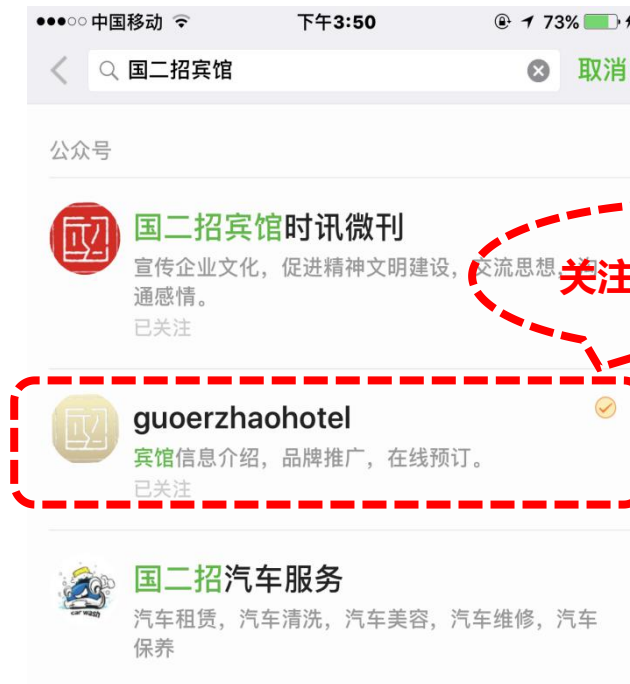 中国移动 下午3:50 73%
国二招宾馆 取消
公众号
国二招宾馆时讯微刊
宣传企业文化，促进精神文明建设，交流思想，沟
通感情。
已关注
关注
guoerzhaohotel
宾馆信息介绍，品牌推广，在线预订。
已关注
国二招汽车服务
car wash
汽车租赁，汽车清洗，汽车美容，汽车维修，汽车
保养